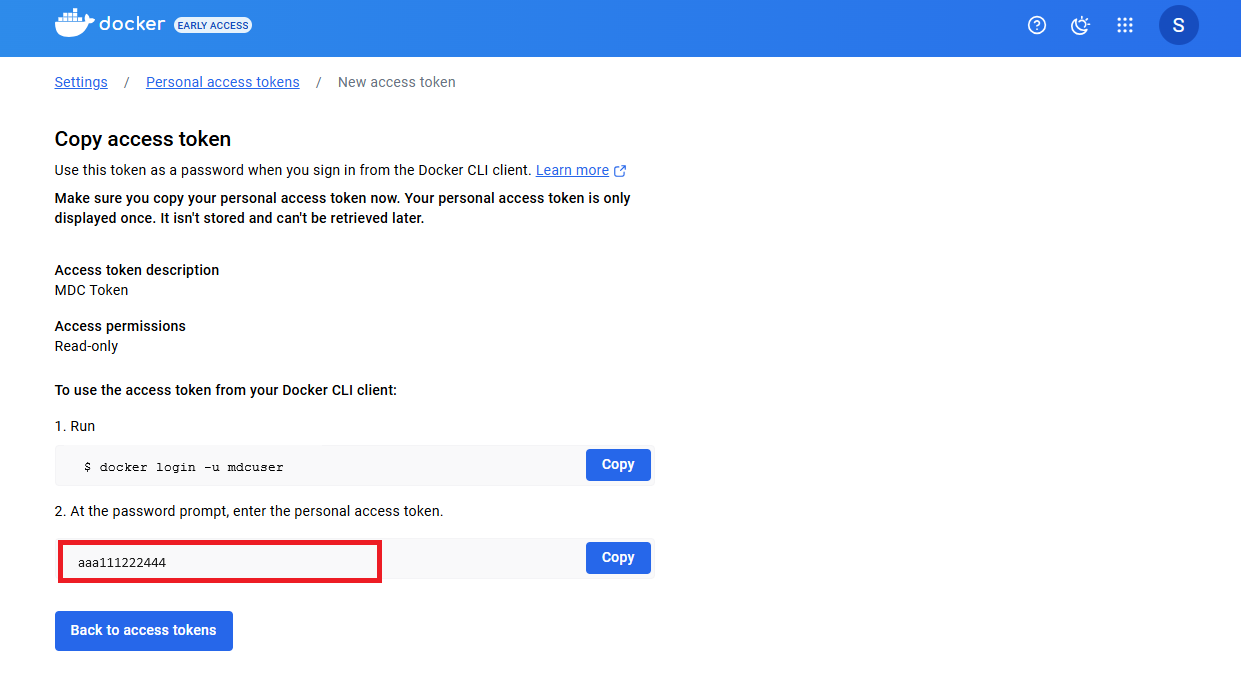 docker EARLY ACCESS S
Settings / Personal access tokens / New access token
Copy access token
Use this token as a password when you sign in from the Docker CLI client. Learn more
Make sure you copy your personal access token now. Your personal access token is only
displayed once. It isn't stored and can't be retrieved later.
Access token description
MDC Token
Access permissions
Read-only
To use the access token from your Docker CLI client:
1. Run
$ docker login -u mdcuser Copy
2. At the password prompt, enter the personal access token.
aaa111222444 Copy
Back to access tokens